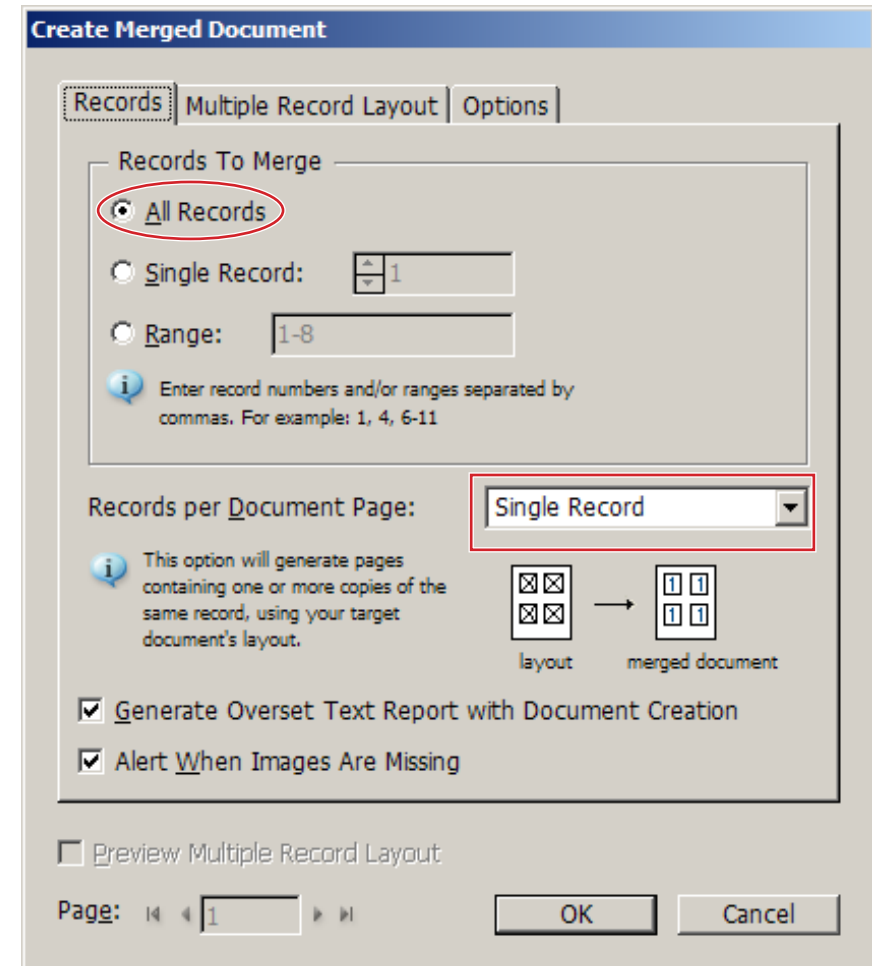 Create Merged Document
Records Multiple Record Layout Options
Records To Merge
All Records
Single Record: 1
Range: 1-8
Enter record numbers and/or ranges separated by
commas. For example: 1, 4, 6-11
Records per Document Page: Single Record
This option will generate pages
containing one or more copies of the
same record, using your target
document's layout.
1 1
1 1
layout merged document
Generate Overset Text Report with Document Creation
Alert When Images Are Missing
Preview Multiple Record Layout
Page: 1 OK Cancel